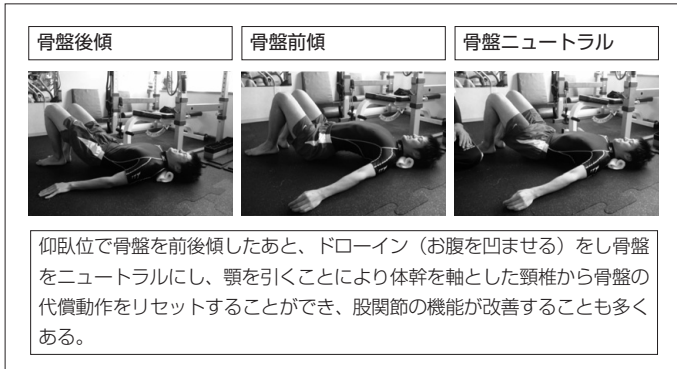 骨盤後傾
骨盤前傾
骨盤ニュートラル
仰臥位で骨盤を前後傾したあと、ドローイン（お腹を凹ませる）をし骨盤
をニュートラルにし、顎を引くことにより体幹を軸とした頸椎から骨盤の
代償動作をリセットすることができ、股関節の機能が改善することも多く
ある。